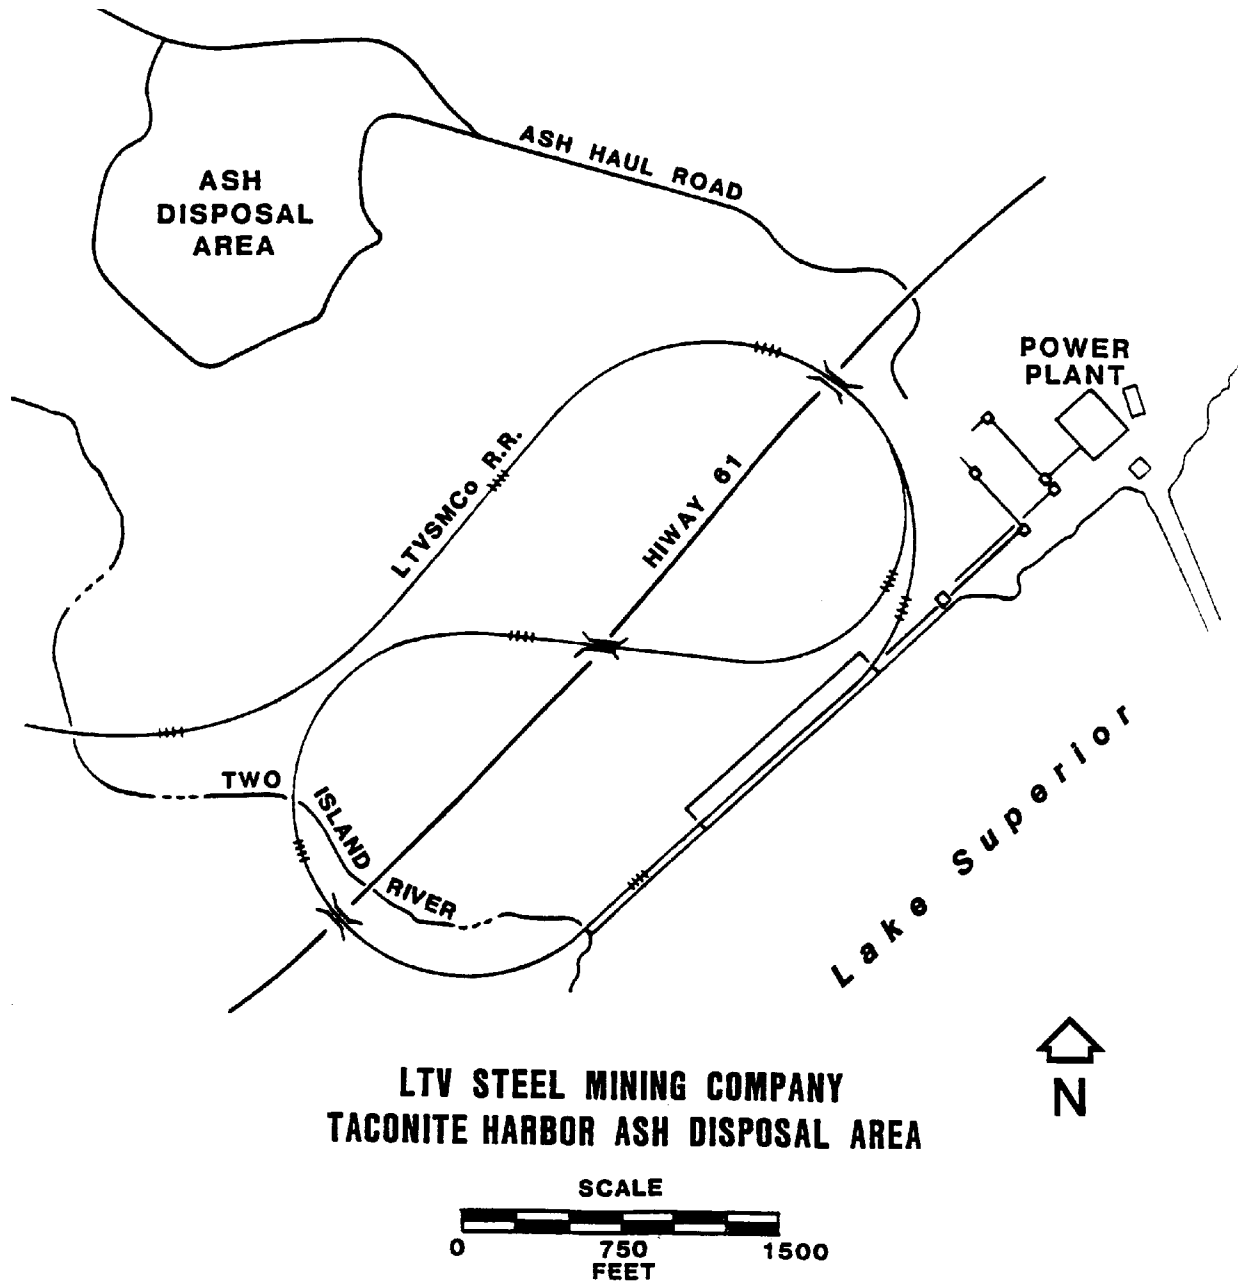 ASH HAUL ROAD
ASH
DISPOSAL
AREA
POWER
PLANT
LTVSMCo R.R.
HIWAY 61
TWO
ISLAND
RIVER
Lake Superior
N
LTV STEEL MINING COMPANY
TACONITE HARBOR ASH DISPOSAL AREA
SCALE
0 750 1500
FEET